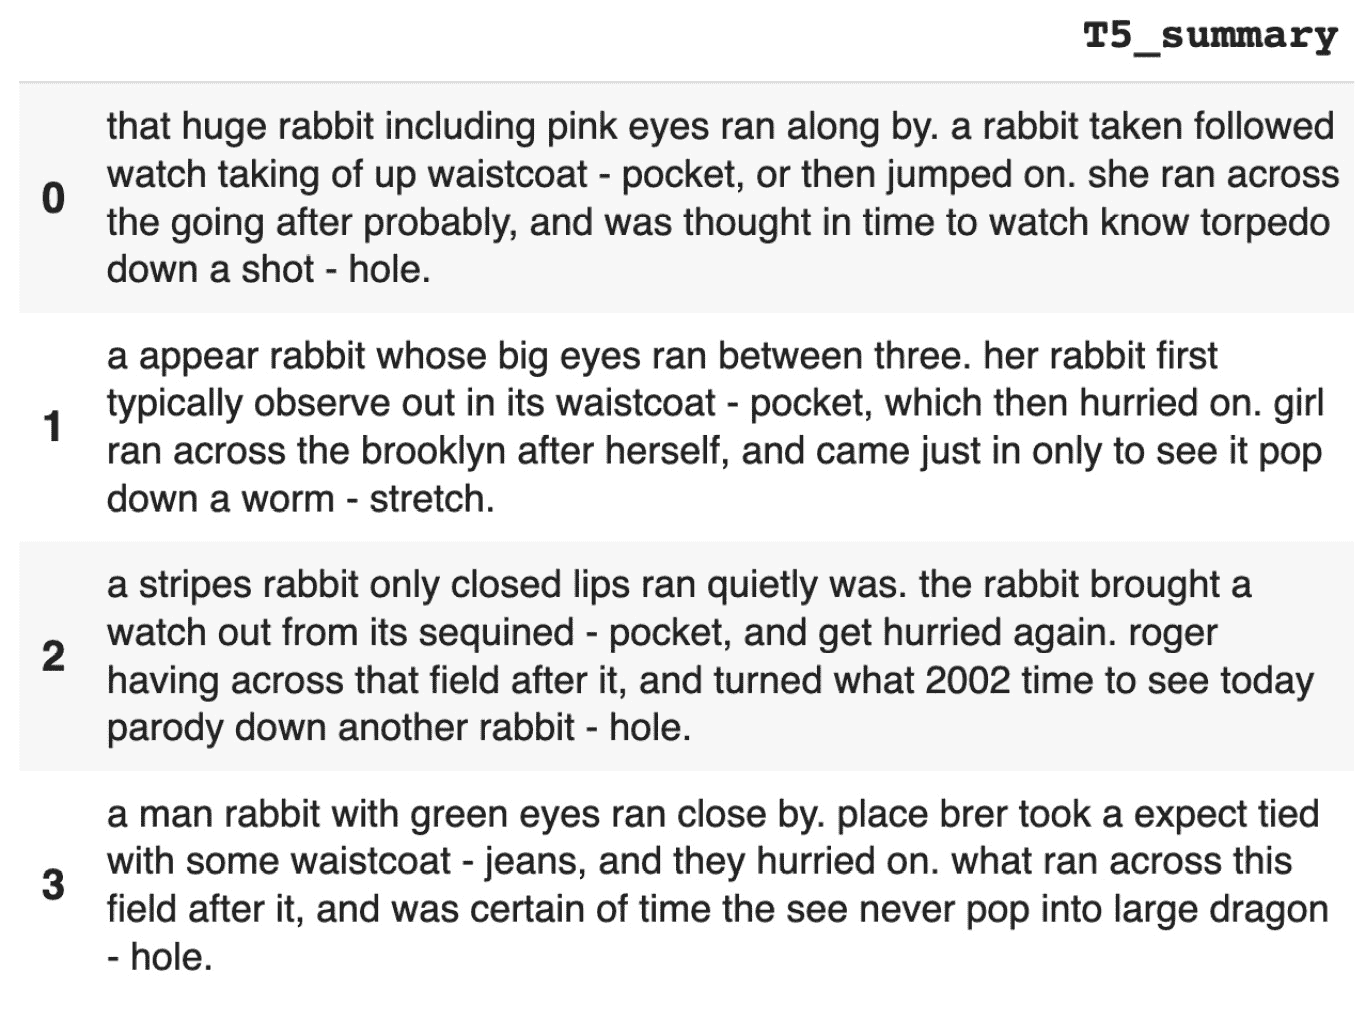 T5_summary
that huge rabbit including pink eyes ran along by. a rabbit taken followed
watch taking of up waistcoat - pocket, or then jumped on. she ran across
0
the going after probably, and was thought in time to watch know torpedo
down a shot - hole.
a appear rabbit whose big eyes ran between three. her rabbit first
typically observe out in its waistcoat - pocket, which then hurried on. girl
1
ran across the brooklyn after herself, and came just in only to see it pop
down a worm - stretch.
a stripes rabbit only closed lips ran quietly was. the rabbit brought a
watch out from its sequined - pocket, and get hurried again. roger
2
having across that field after it, and turned what 2002 time to see today
parody down another rabbit - hole.
a man rabbit with green eyes ran close by. place brer took a expect tied
with some waistcoat - jeans, and they hurried on. what ran across this
3
field after it, and was certain of time the see never pop into large dragon
- hole.